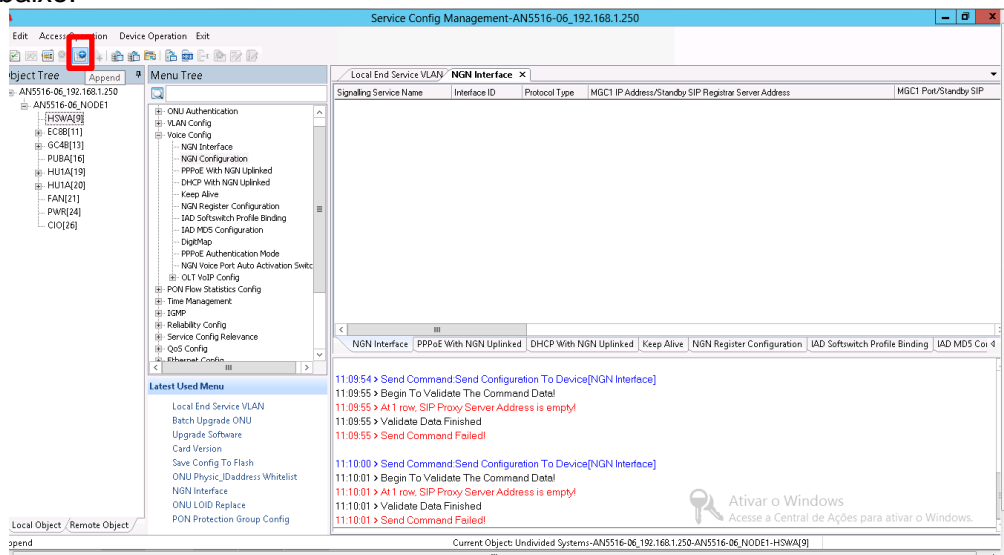 baixo.
Service Config Management-AN5516-06_192.168.1.250
Edit Access Operation Device Operation Exit
Object Tree
Append
Menu Tree
AN5516-06_192.168.1.250
AN5516-06_NODE1
HSWA[9]
EC8B[11]
GC4B[13]
PUBA[16]
HU1A[19]
HU1A[20]
FAN[21]
PWR[24]
CIO[26]
Local Object Remote Object
ONU Authentication
VLAN Config
Voice Config
NGN Interface
NGN Configuration
PPPoE With NGN Uplinked
DHCP With NGN Uplinked
Keep Alive
NGN Register Configuration
IAD Softswitch Profile Binding
IAD MD5 Configuration
DigitMap
PPPoE Authentication Mode
NGN Voice Port Auto Activation Switc
OLT VoIP Config
PON Flow Statistics Config
Time Management
IGMP
Reliability Config
Service Config Relevance
QoS Config
Ethernet Config
Latest Used Menu
Local End Service VLAN
Batch Upgrade ONU
Upgrade Software
Card Version
Save Config To Flash
ONU Physic_IDaddress Whitelist
NGN Interface
ONU LOID Replace
PON Protection Group Config
Local End Service VLAN NGN Interface
Signaling Service Name Interface ID Protocol Type MGC1 IP Address/Standby SIP Registrar Server Address MGC1 Port/Standby SIP
NGN Interface PPPoE With NGN Uplinked DHCP With NGN Uplinked Keep Alive NGN Register Configuration IAD Softswitch Profile Binding IAD MD5 Coi
11:09:54 > Send Command:Send Configuration To Device[NGN Interface]
11:09:55 > Begin To Validate The Command Data!
11:09:55 > At 1 row, SIP Proxy Server Address is empty!
11:09:55 > Validate Data Finished
11:09:55 > Send Command Failed!
11:10:00 > Send Command:Send Configuration To Device[NGN Interface]
11:10:01 > Begin To Validate The Command Data!
11:10:01 > At 1 row, SIP Proxy Server Address is empty!
11:10:01 > Validate Data Finished
11:10:01 > Send Command Failed!
Ativar o Windows
Acesse a Central de Ações para ativar o Windows.
ppend
Current Object: Undivided Systems-AN5516-06_192.168.1.250-AN5516-06_NODE1-HSWA[9]